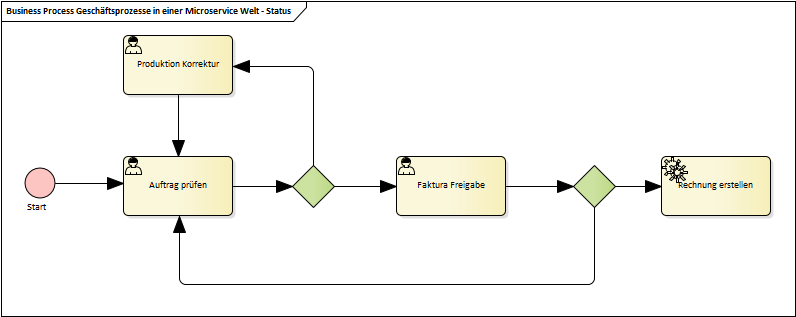 Business Process Geschäftsprozesse in einer Microservice Welt - Status
Produktion Korrektur
Auftrag prüfen
Faktura Freigabe
Rechnung erstellen
Start